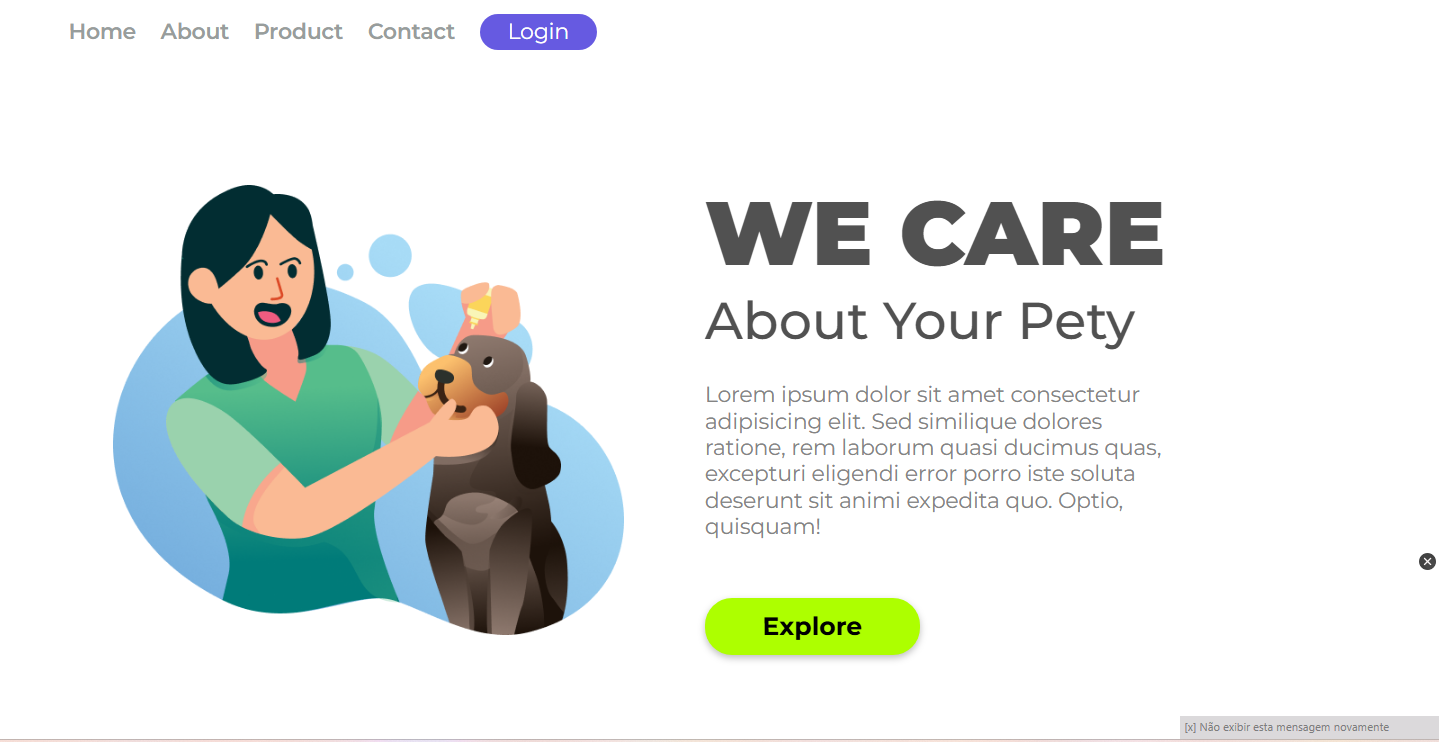 Home About Product Contact Login
WE CARE
About Your Pety
Lorem ipsum dolor sit amet consectetur
adipisicing elit. Sed similique dolores
ratione, rem laborum quasi ducimus quas,
excepturi eligendi error porro iste soluta
deserunt sit animi expedita quo. Optio,
quisquam!
Explore
[x] Não exibir esta mensagem novamente